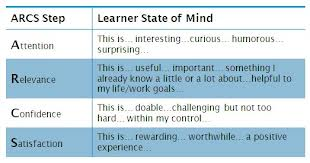 ARCS Step Learner State of Mind
Attention This is... interesting...curious... humorous...
surprising...
Relevance This is... useful... important... something I
already know a little or a lot about...helpful to
my life/work goals...
Confidence This is... doable...challenging but not too
hard... within my control...
Satisfaction This is... rewarding... worthwhile... a positive
experience...